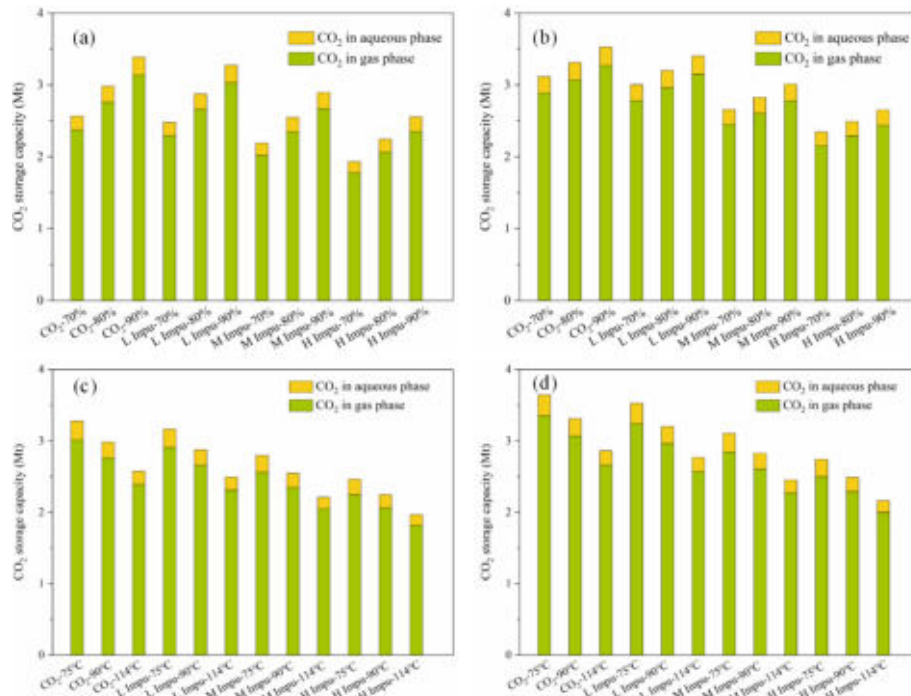 (a)
CO2 in aqueous phase
CO2 in gas phase
CO2 storage capacity (Mt)
4
3
2
1
0
CO2-70%
CO2-80%
CO2-90%
L Impu-70%
L Impu-80%
L Impu-90%
M Impu-70%
M Impu-80%
M Impu-90%
H Impu-70%
H Impu-80%
H Impu-90%
(b)
CO2 in aqueous phase
CO2 in gas phase
CO2 storage capacity (Mt)
4
3
2
1
0
CO2-70%
CO2-80%
CO2-90%
L Impu-70%
L Impu-80%
L Impu-90%
M Impu-70%
M Impu-80%
M Impu-90%
H Impu-70%
H Impu-80%
H Impu-90%
(c)
CO2 in aqueous phase
CO2 in gas phase
CO2 storage capacity (Mt)
4
3
2
1
0
CO2-75°C
CO2-90°C
CO2-114°C
L Impu-75°C
L Impu-90°C
L Impu-114°C
M Impu-75°C
M Impu-90°C
M Impu-114°C
H Impu-75°C
H Impu-90°C
H Impu-114°C
(d)
CO2 in aqueous phase
CO2 in gas phase
CO2 storage capacity (Mt)
4
3
2
1
0
CO2-75°C
CO2-90°C
CO2-114°C
L Impu-75°C
L Impu-90°C
L Impu-114°C
M Impu-75°C
M Impu-90°C
M Impu-114°C
H Impu-75°C
H Impu-90°C
H Impu-114°C